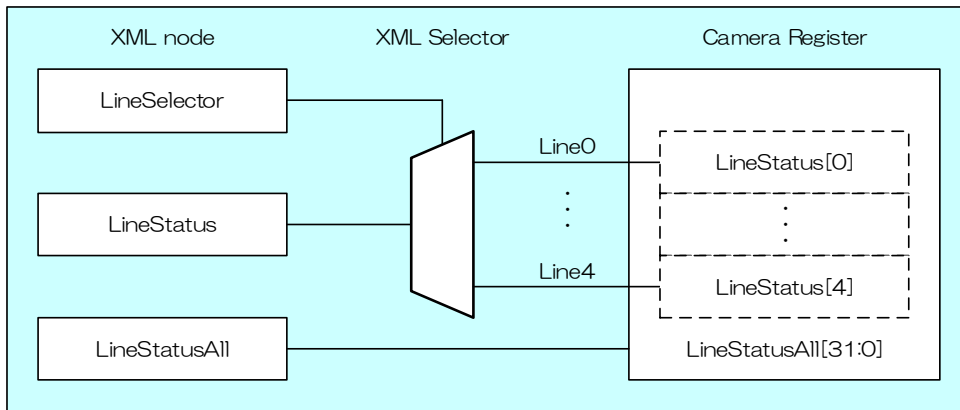 XML node
XML Selector
Camera Register
LineSelector
Line0
LineStatus[0]
LineStatus
Line4
LineStatus[4]
LineStatusAll
LineStatusAll[31:0]